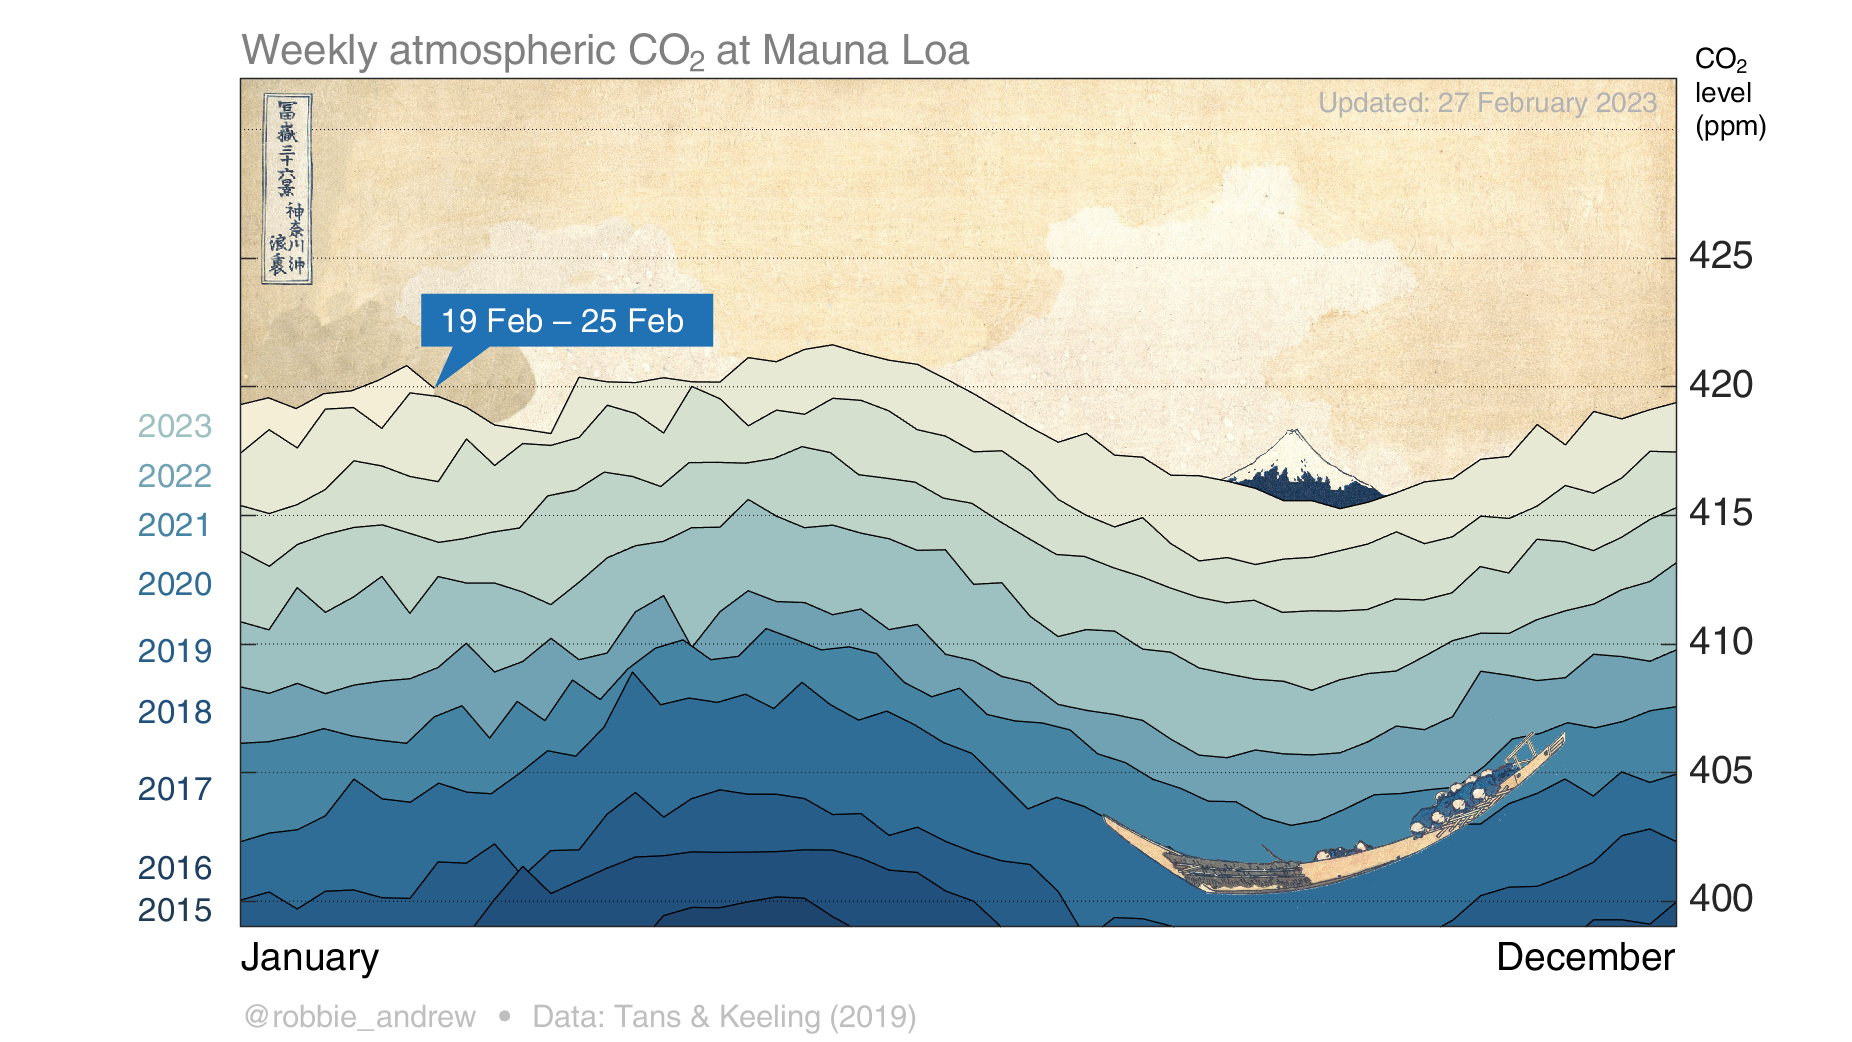 Weekly atmospheric CO₂ at Mauna Loa
CO₂
level
(ppm)
Updated: 27 February 2023
冨嶽三十六景
神奈川沖
浪裏
19 Feb – 25 Feb
425
420
415
410
405
400
2023
2022
2021
2020
2019
2018
2017
2016
2015
January
December
@robbie_andrew • Data: Tans & Keeling (2019)